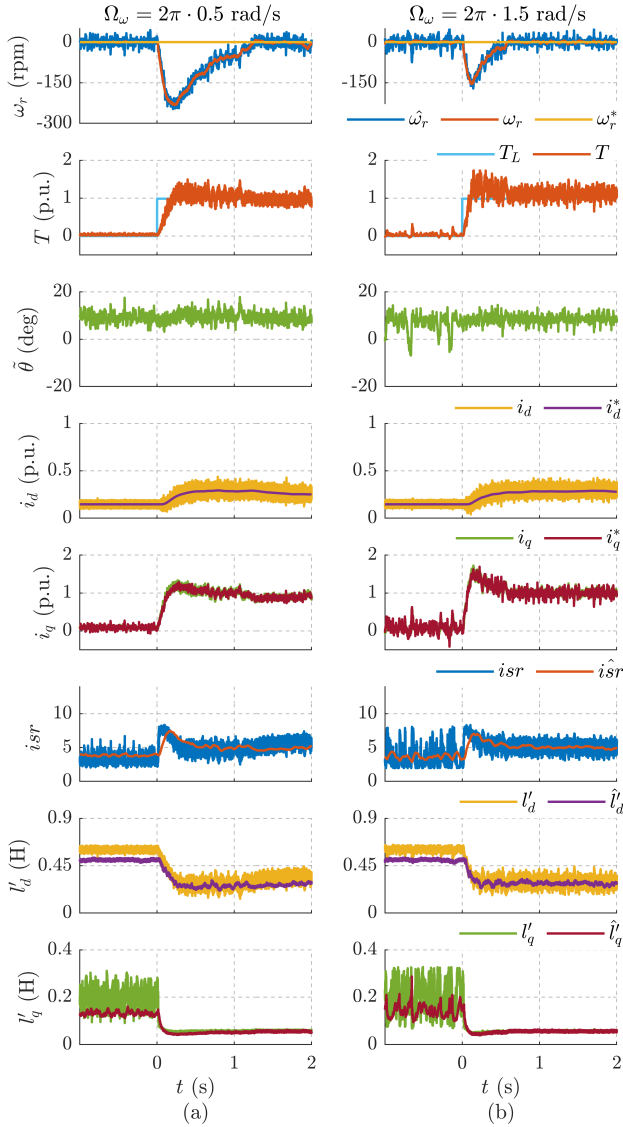 Ω_ω = 2π · 0.5 rad/s Ω_ω = 2π · 1.5 rad/s
0 0
-150 -150
-300
ω_r (rpm)
ω̂_r ω_r ω_r^*
T_L T
2 2
1 1
0 0
T (p.u.)
20 20
0 0
-20 -20
θ̃ (deg)
i_d i_d^*
1 1
0.5 0.5
0 0
i_d (p.u.)
i_q i_q^*
2 2
1 1
0 0
i_q (p.u.)
isr isr̂
10 10
5 5
0 0
isr
l′_d l̂′_d
0.9 0.9
0.45 0.45
0 0
l′_d (H)
l′_q l̂′_q
0.4 0.4
0.2 0.2
0 0
l′_q (H)
0 1 2 0 1 2
t (s) t (s)
(a) (b)